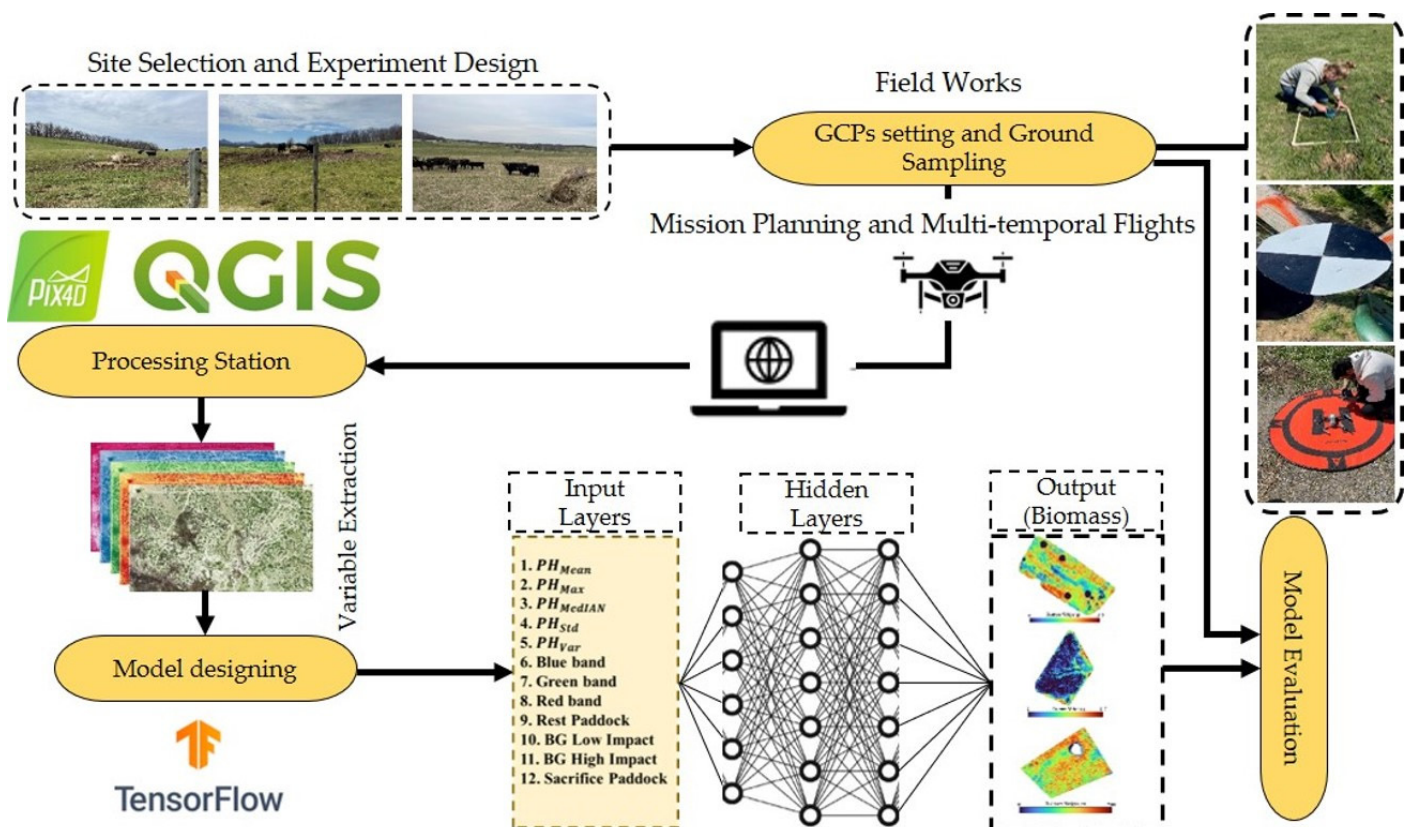 Site Selection and Experiment Design
Field Works
GCPs setting and Ground
Sampling
Mission Planning and Multi-temporal Flights
PIX4D
QGIS
Processing Station
Variable Extraction
Model designing
TensorFlow
Input
Layers
1. PH_Mean
2. PH_Max
3. PH_MedIAN
4. PH_Std
5. PH_Var
6. Blue band
7. Green band
8. Red band
9. Rest Paddock
10. BG Low Impact
11. BG High Impact
12. Sacrifice Paddock
Hidden
Layers
Output
(Biomass)
Model Evaluation